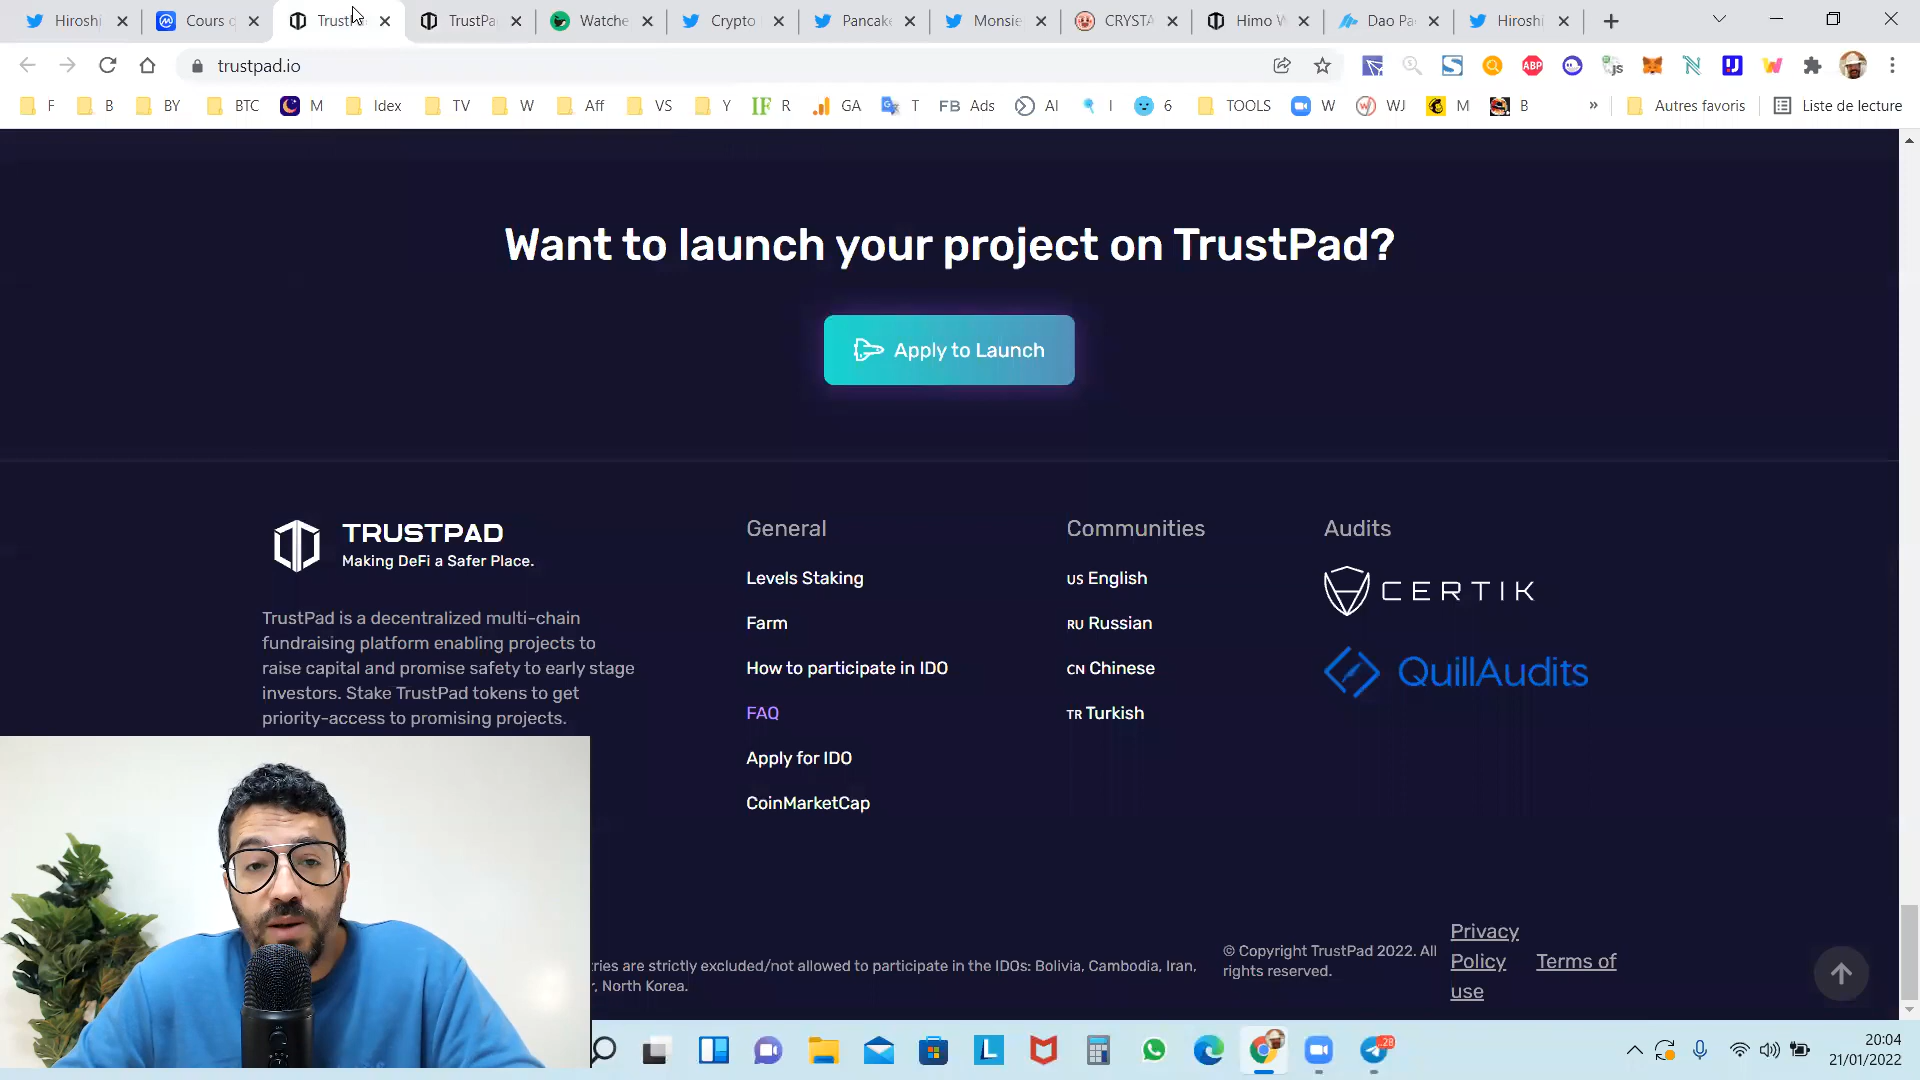 Hiroshi
Cours
Trust
TrustPa
Watche
Crypto
Pancake
Monsie
CRYSTA
Himo W
Dao Pa
Hiroshi
trustpad.io
F
B
BY
BTC
M
Idex
TV
W
Aff
VS
Y
IF R
GA
T
FB Ads
AI
I
6
TOOLS
W
WJ
M
B
»
Autres favoris
Liste de lecture
ABP
Want to launch your project on TrustPad?
Apply to Launch
TRUSTPAD
Making DeFi a Safer Place.
TrustPad is a decentralized multi-chain
fundraising platform enabling projects to
raise capital and promise safety to early stage
investors. Stake TrustPad tokens to get
priority-access to promising projects.
General
Levels Staking
Farm
How to participate in IDO
FAQ
Apply for IDO
CoinMarketCap
Communities
US English
RU Russian
CN Chinese
TR Turkish
Audits
CERTIK
QuillAudits
ries are strictly excluded/not allowed to participate in the IDOs: Bolivia, Cambodia, Iran,
r, North Korea.
© Copyright TrustPad 2022. All
rights reserved.
Privacy
Policy
use
Terms of
28
20:04
21/01/2022